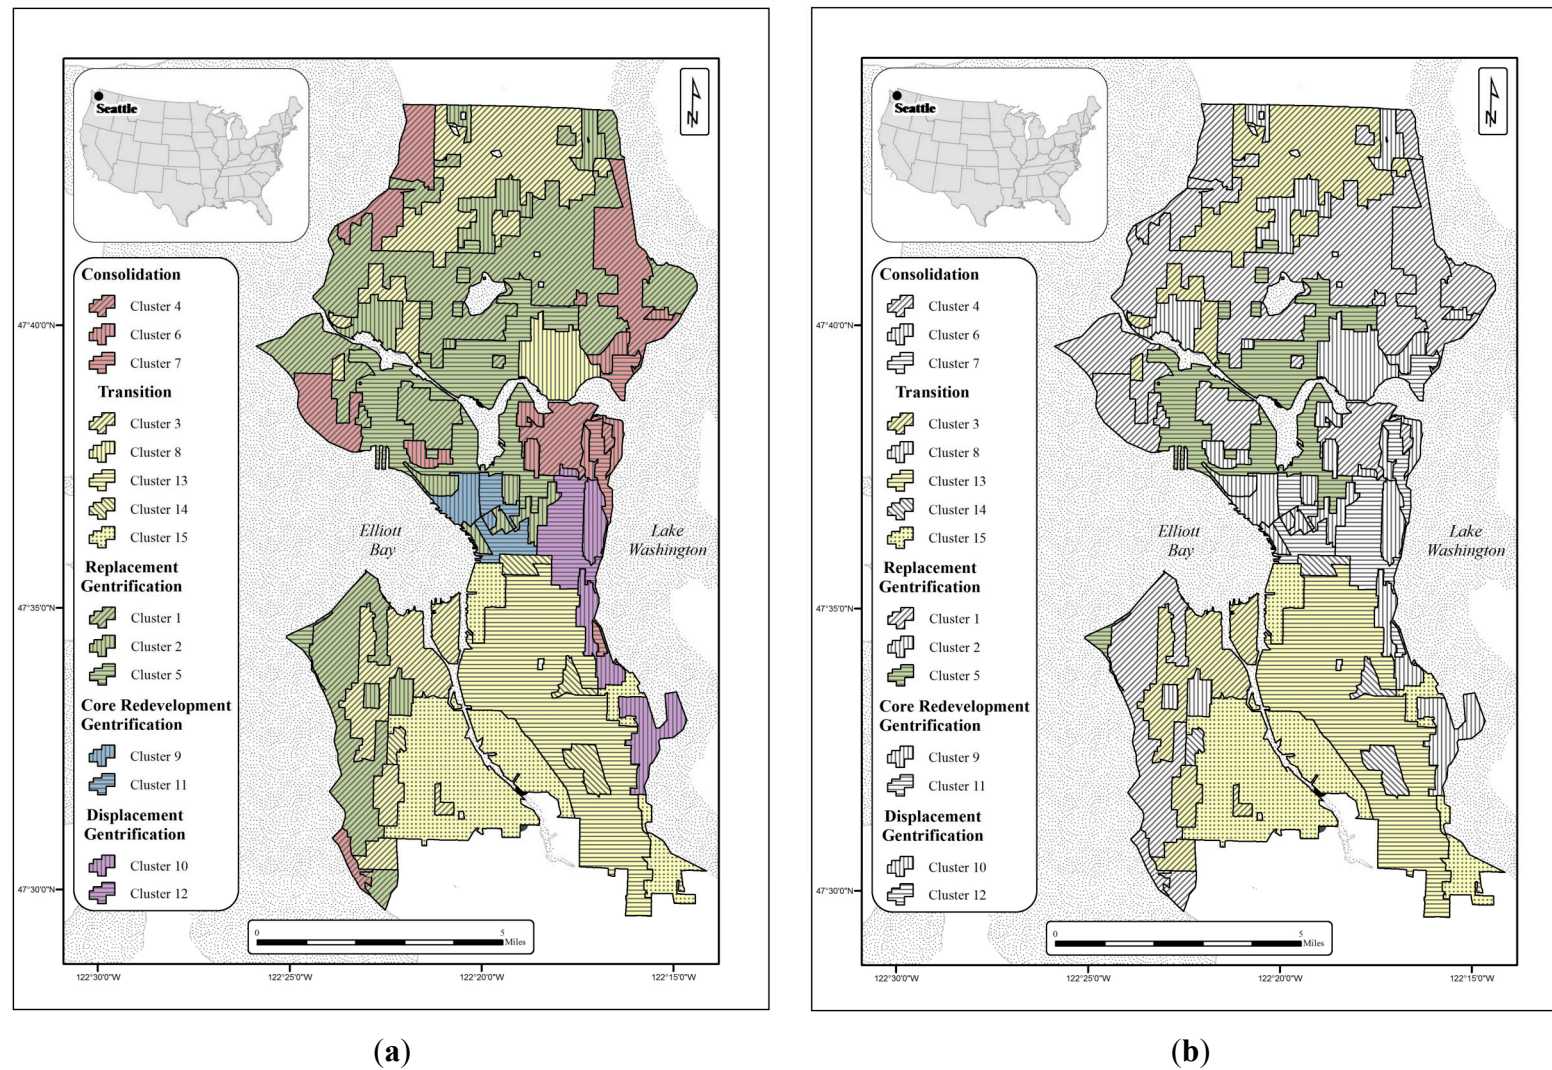 Seattle
N
Consolidation
Cluster 4
Cluster 6
Cluster 7
Transition
Cluster 3
Cluster 8
Cluster 13
Cluster 14
Cluster 15
Replacement
Gentrification
Cluster 1
Cluster 2
Cluster 5
Core Redevelopment
Gentrification
Cluster 9
Cluster 11
Displacement
Gentrification
Cluster 10
Cluster 12
47°40'0"N
47°35'0"N
47°30'0"N
Elliott
Bay
Lake
Washington
0 5
Miles
122°30'0"W 122°25'0"W 122°20'0"W 122°15'0"W
(a)
Seattle
N
Consolidation
Cluster 4
Cluster 6
Cluster 7
Transition
Cluster 3
Cluster 8
Cluster 13
Cluster 14
Cluster 15
Replacement
Gentrification
Cluster 1
Cluster 2
Cluster 5
Core Redevelopment
Gentrification
Cluster 9
Cluster 11
Displacement
Gentrification
Cluster 10
Cluster 12
47°40'0"N
47°35'0"N
47°30'0"N
Elliott
Bay
Lake
Washington
0 5
Miles
122°30'0"W 122°25'0"W 122°20'0"W 122°15'0"W
(b)